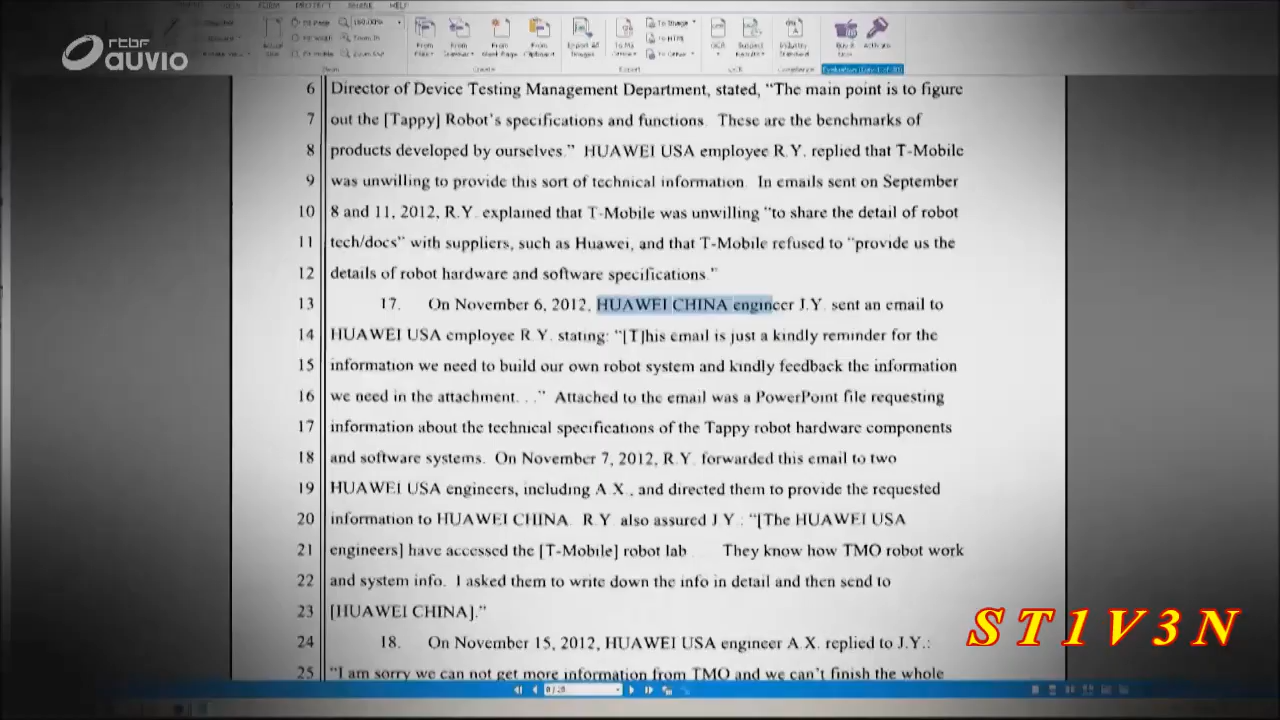 FORM PROTECT SHARE HELP
rtbf
auvio
To Image
To HTML
6 Director of Device Testing Management Department, stated, “The main point is to figure
7 out the [Tappy] Robot’s specifications and functions. These are the benchmarks of
8 products developed by ourselves.” HUAWEI USA employee R.Y. replied that T-Mobile
9 was unwilling to provide this sort of technical information. In emails sent on September
10 8 and 11, 2012, R.Y. explained that T-Mobile was unwilling “to share the detail of robot
11 tech/docs” with suppliers, such as Huawei, and that T-Mobile refused to “provide us the
12 details of robot hardware and software specifications.”
13 17. On November 6, 2012, HUAWEI CHINA engineer J.Y. sent an email to
14 HUAWEI USA employee R.Y. stating: “[T]his email is just a kindly reminder for the
15 information we need to build our own robot system and kindly feedback the information
16 we need in the attachment. . .” Attached to the email was a PowerPoint file requesting
17 information about the technical specifications of the Tappy robot hardware components
18 and software systems. On November 7, 2012, R.Y. forwarded this email to two
19 HUAWEI USA engineers, including A.X., and directed them to provide the requested
20 information to HUAWEI CHINA. R.Y. also assured J.Y.: “[The HUAWEI USA
21 engineers] have accessed the [T-Mobile] robot lab They know how TMO robot work
22 and system info. I asked them to write down the info in detail and then send to
23 [HUAWEI CHINA].”
24 18. On November 15, 2012, HUAWEI USA engineer A.X. replied to J.Y.:
25 “I am sorry we can not get more information from TMO and we can’t finish the whole
ST1V3N